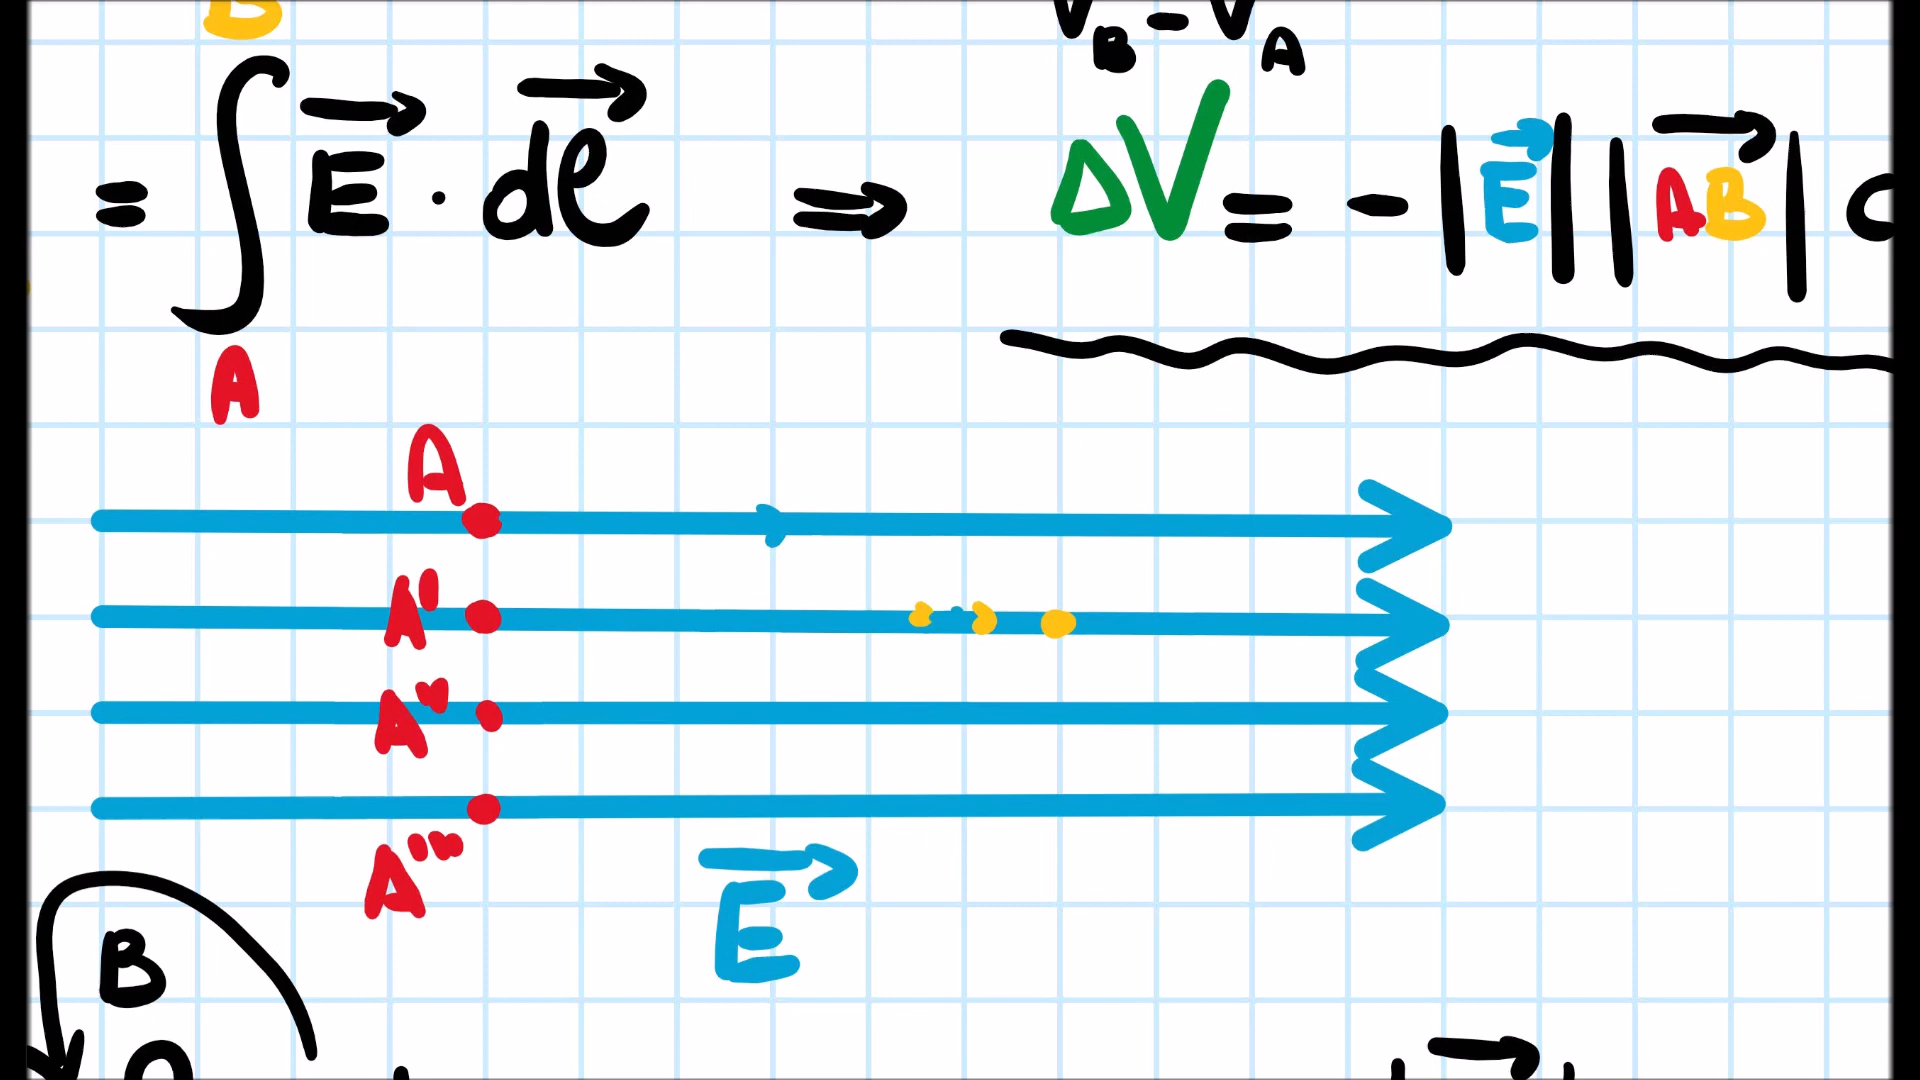 B
V_B - V_A
= ∫ E⃗ · dℓ⃗ ⇒ ΔV = - |E⃗| |AB⃗| c
A
A
A'
A''
A'''
E⃗
B